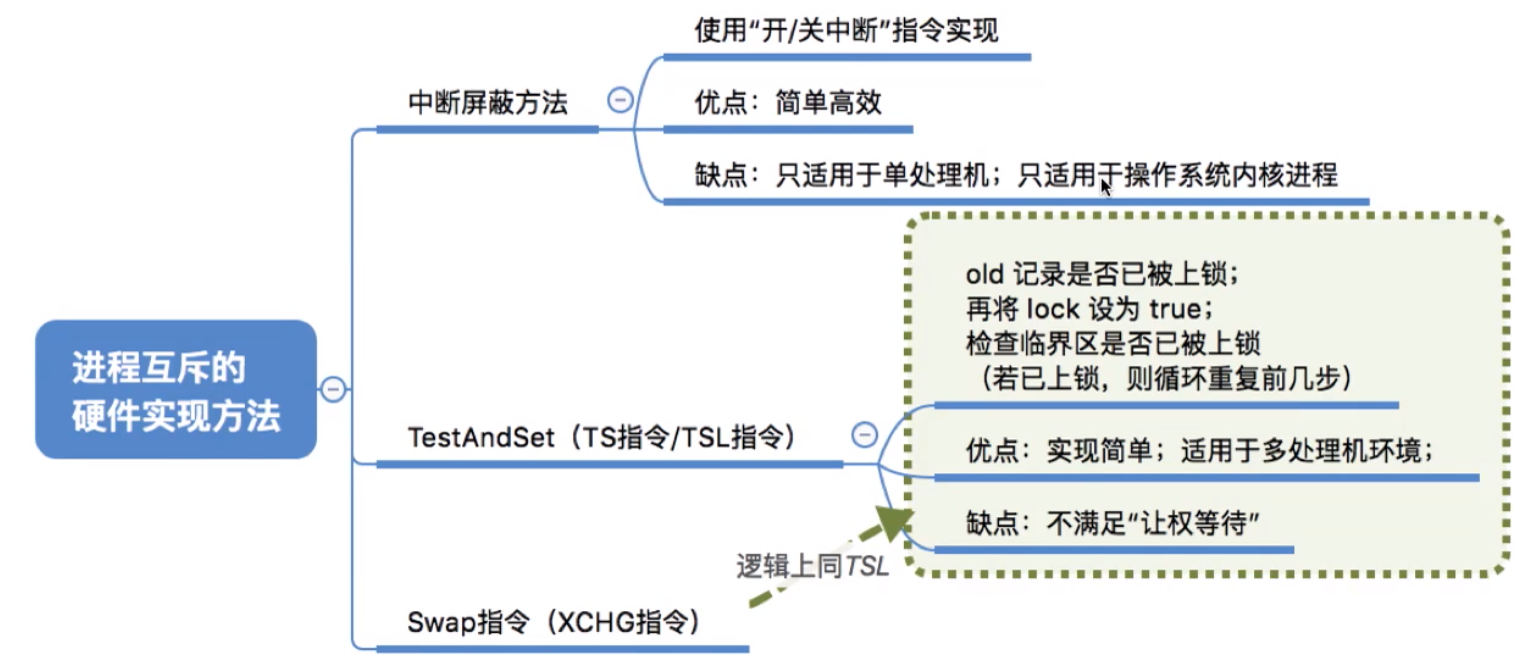 使用“开/关中断”指令实现
中断屏蔽方法
优点：简单高效
缺点：只适用于单处理机；只适用于操作系统内核进程
进程互斥的
硬件实现方法
old 记录是否已被上锁；
再将 lock 设为 true；
检查临界区是否已被上锁
（若已上锁，则循环重复前几步）
TestAndSet（TS指令/TSL指令）
优点：实现简单；适用于多处理机环境；
缺点：不满足“让权等待”
逻辑上同TSL
Swap指令（XCHG指令）